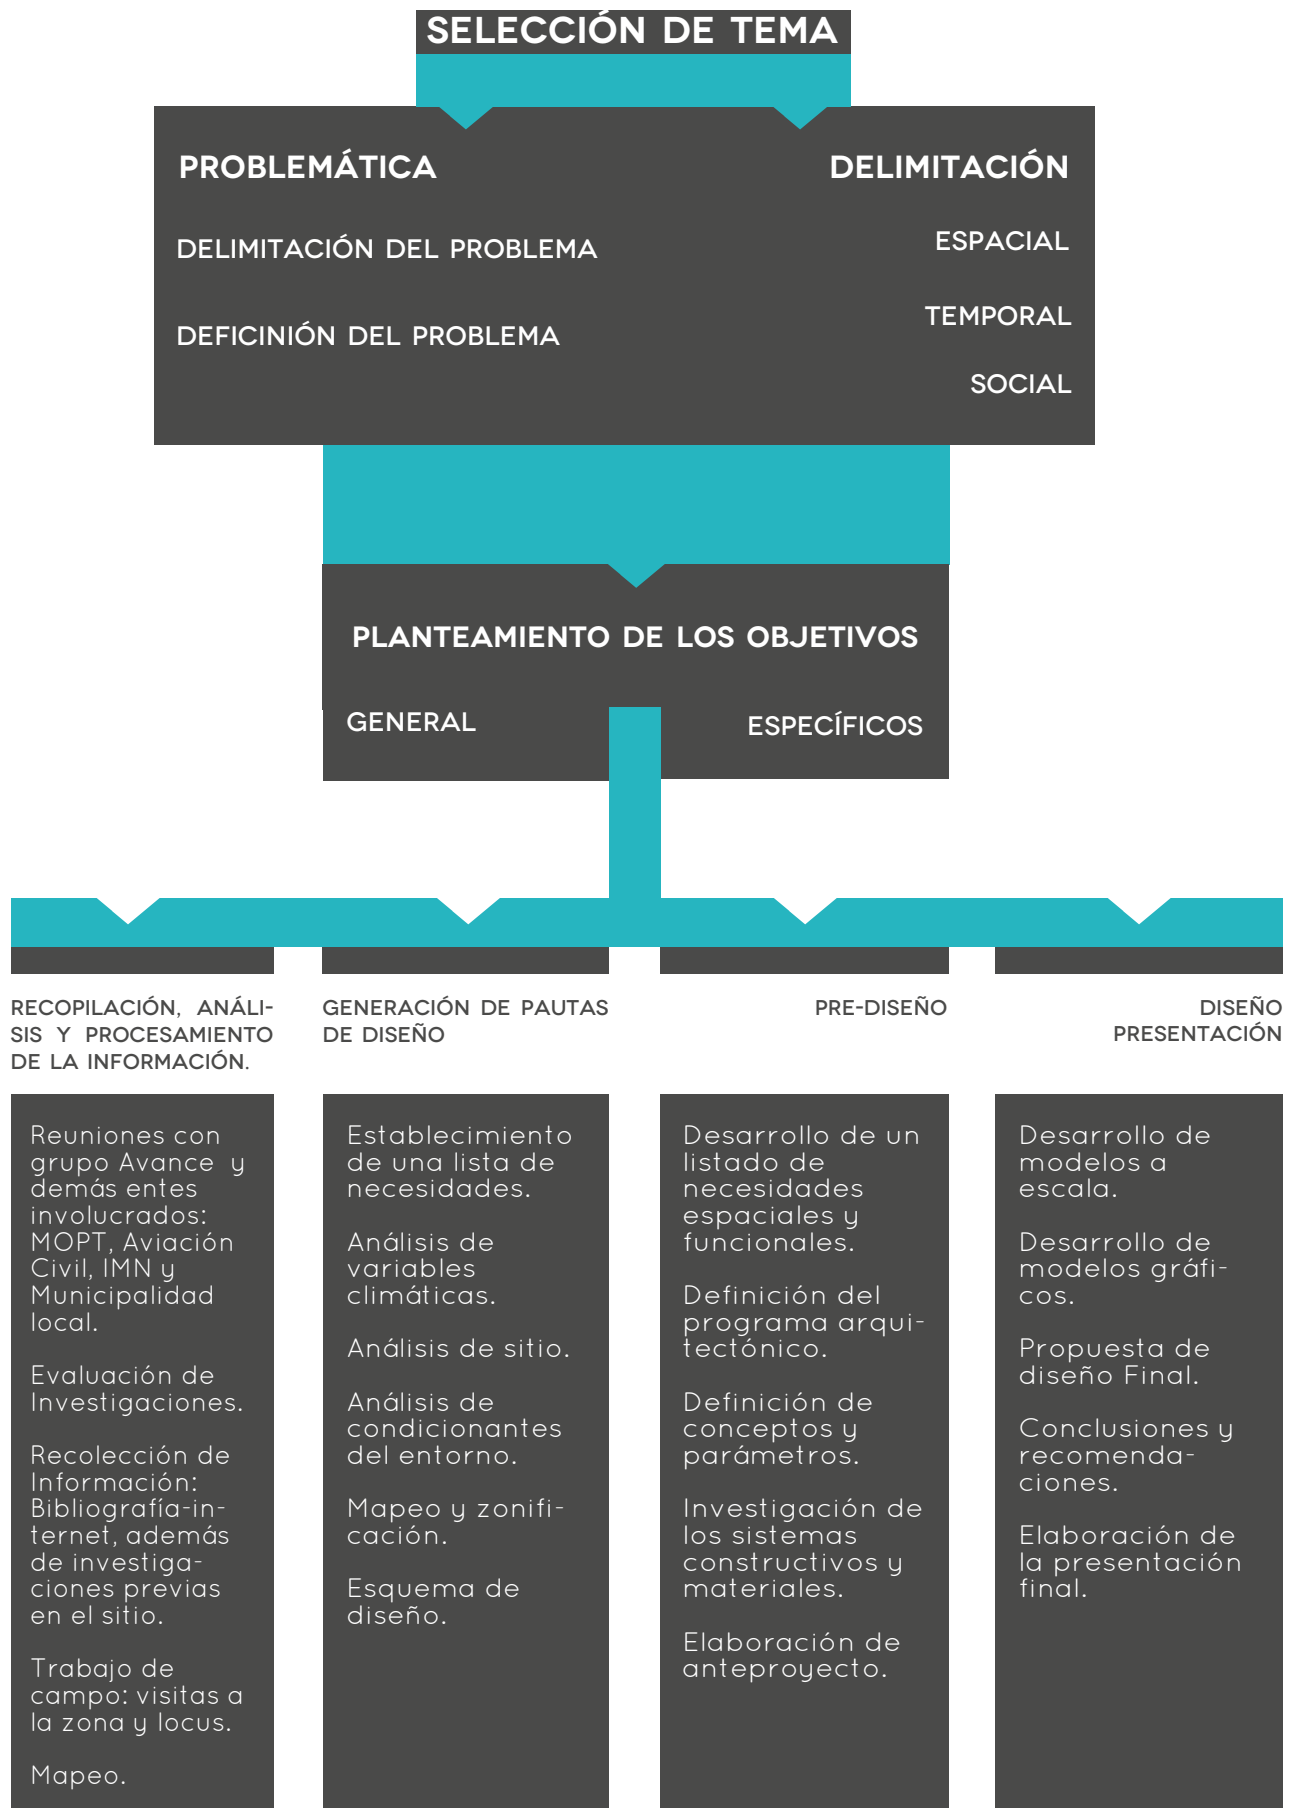 SELECCIÓN DE TEMA
PROBLEMÁTICA
DELIMITACIÓN DEL PROBLEMA
DEFICINIÓN DEL PROBLEMA
DELIMITACIÓN
ESPACIAL
TEMPORAL
SOCIAL
PLANTEAMIENTO DE LOS OBJETIVOS
GENERAL
ESPECÍFICOS
RECOPILACIÓN, ANÁLI-
SIS Y PROCESAMIENTO
DE LA INFORMACIÓN.
Reuniones con
grupo Avance y
demás entes
involucrados:
MOPT, Aviación
Civil, IMN y
Municipalidad
local.
Evaluación de
Investigaciones.
Recolección de
Información:
Bibliografía-in-
ternet, además
de investiga-
ciones previas
en el sitio.
Trabajo de
campo: visitas a
la zona y locus.
Mapeo.
GENERACIÓN DE PAUTAS
DE DISEÑO
Establecimiento
de una lista de
necesidades.
Análisis de
variables
climáticas.
Análisis de sitio.
Análisis de
condicionantes
del entorno.
Mapeo y zonifi-
cación.
Esquema de
diseño.
PRE-DISEÑO
Desarrollo de un
listado de
necesidades
espaciales y
funcionales.
Definición del
programa arqui-
tectónico.
Definición de
conceptos y
parámetros.
Investigación de
los sistemas
constructivos y
materiales.
Elaboración de
anteproyecto.
DISEÑO
PRESENTACIÓN
Desarrollo de
modelos a
escala.
Desarrollo de
modelos gráfi-
cos.
Propuesta de
diseño Final.
Conclusiones y
recomenda-
ciones.
Elaboración de
la presentación
final.